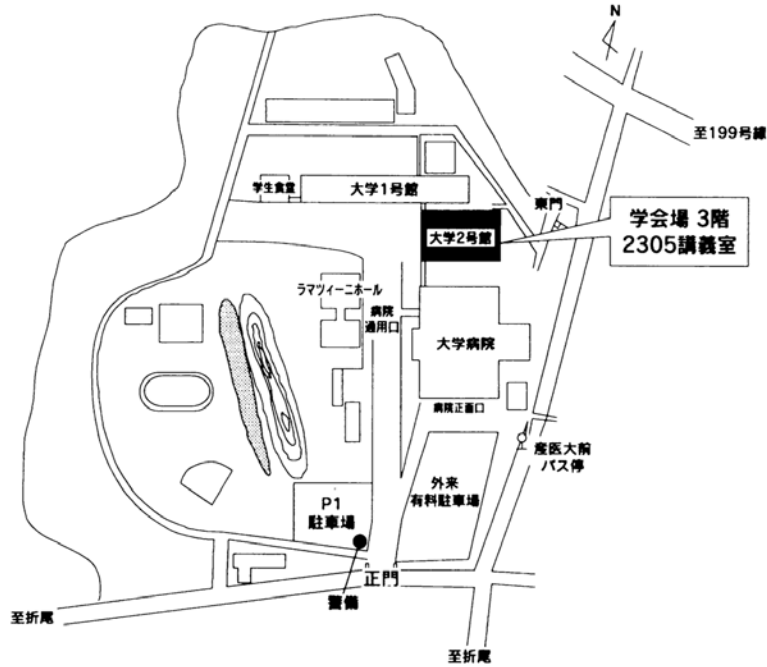 N
至199号線
学生食堂
大学1号館
東門
学会場 3階
2305講義室
大学2号館
ラマツィーニホール
病院
通用口
大学病院
病院正面口
産医大前
バス停
外来
有料駐車場
P1
駐車場
正門
警備
至折尾
至折尾